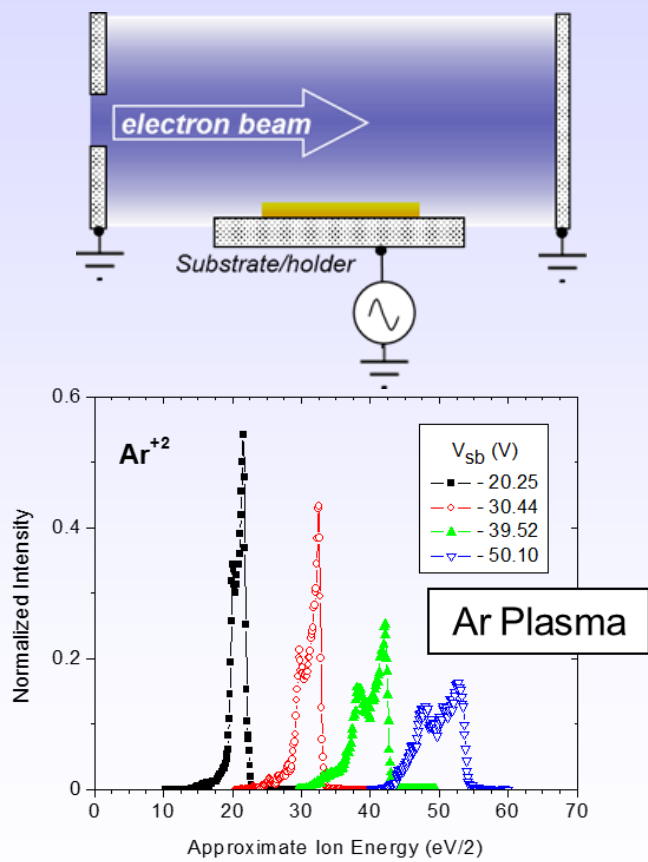 electron beam
Substrate/holder
Ar+2
V_sb (V)
- 20.25
- 30.44
- 39.52
- 50.10
Ar Plasma
Normalized Intensity
0.6
0.4
0.2
0
0 10 20 30 40 50 60 70
Approximate Ion Energy (eV/2)